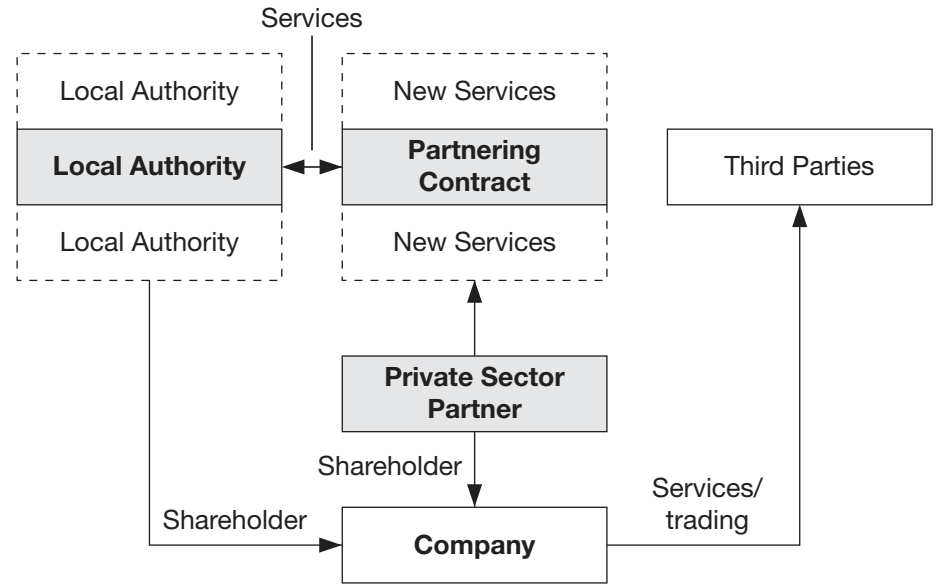 Services
Local Authority
New Services
Local Authority
Partnering
Contract
Third Parties
Local Authority
New Services
Private Sector
Partner
Shareholder
Services/
trading
Shareholder
Company